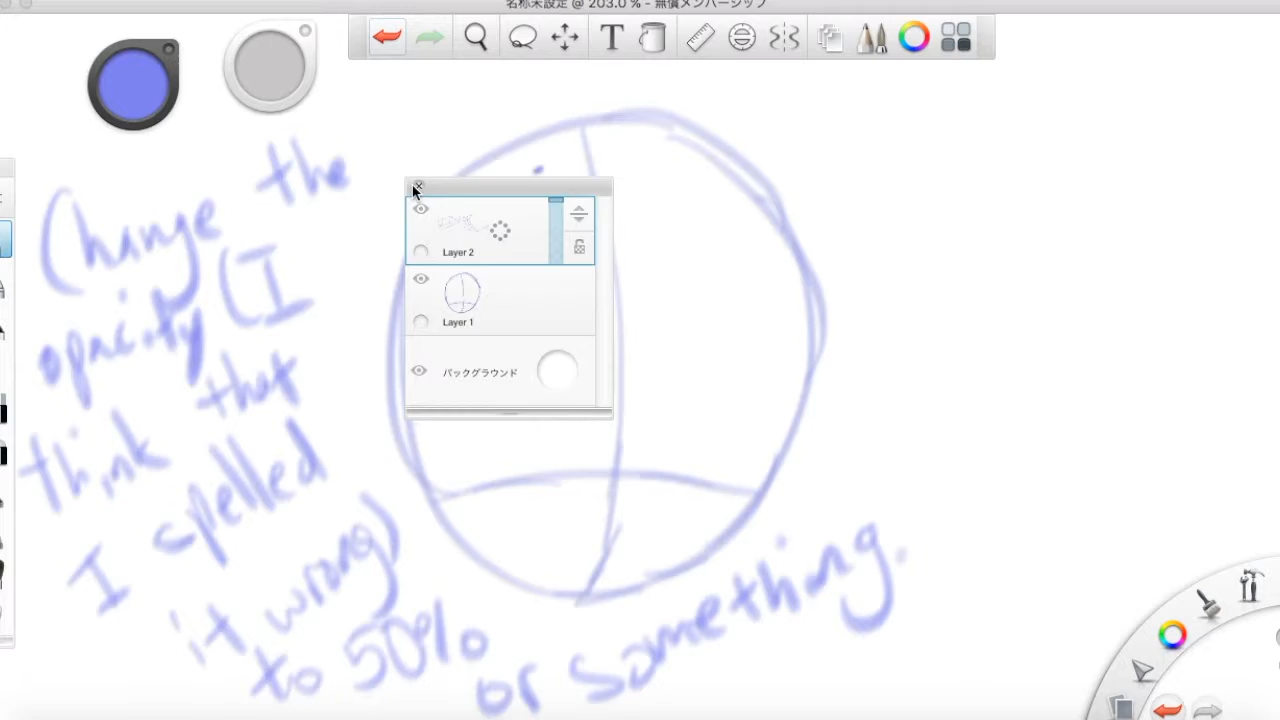 名称未設定 @ 203.0 % - 無償メンバーシップ
T
Layer 2
Layer 1
バックグラウンド
Change the
opacity (I
think that
I spelled
it wrong)
to 50%
or something.